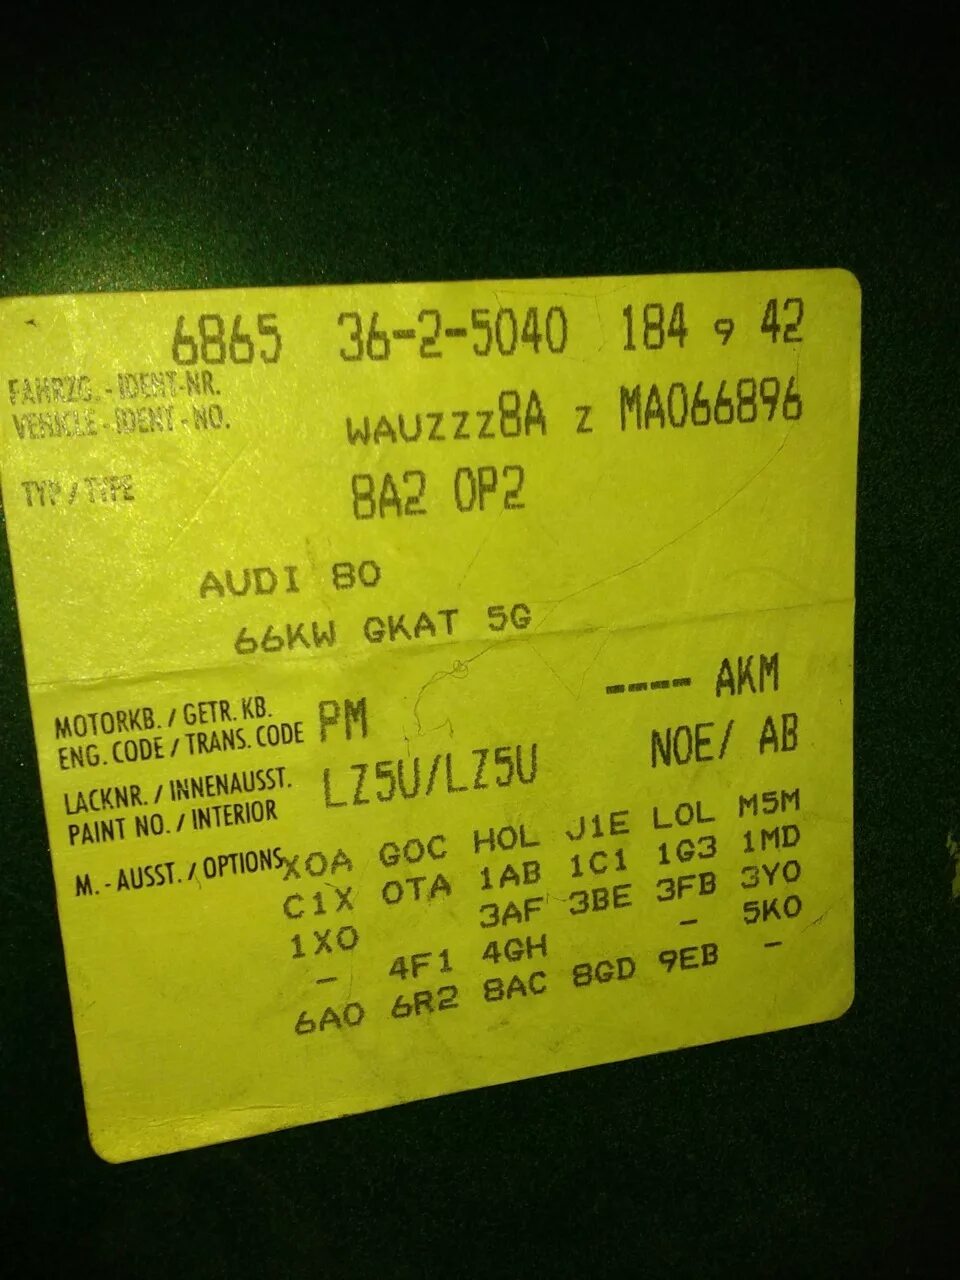 6865 36-2-5040 184 9 42
FAHRZG.-IDENT-NR.
VEHICLE-IDENT-NO. WAUZZZ8A Z MA066896
TYP/TYPE 8A2 0P2
AUDI 80
66KW GKAT 5G
MOTORKB./GETR.KB.
ENG.CODE/TRANS.CODE PM ---- AKM
LACKNR./INNENAUSST.
PAINT NO./INTERIOR LZ5U/LZ5U N0E/ AB
M.-AUSST./OPTIONS X0A G0C H0L J1E L0L M5M
C1X 0TA 1AB 1C1 1G3 1MD
1X0 3AF 3BE 3FB 3Y0
- 4F1 4GH - 5K0
6A0 6R2 8AC 8GD 9EB -